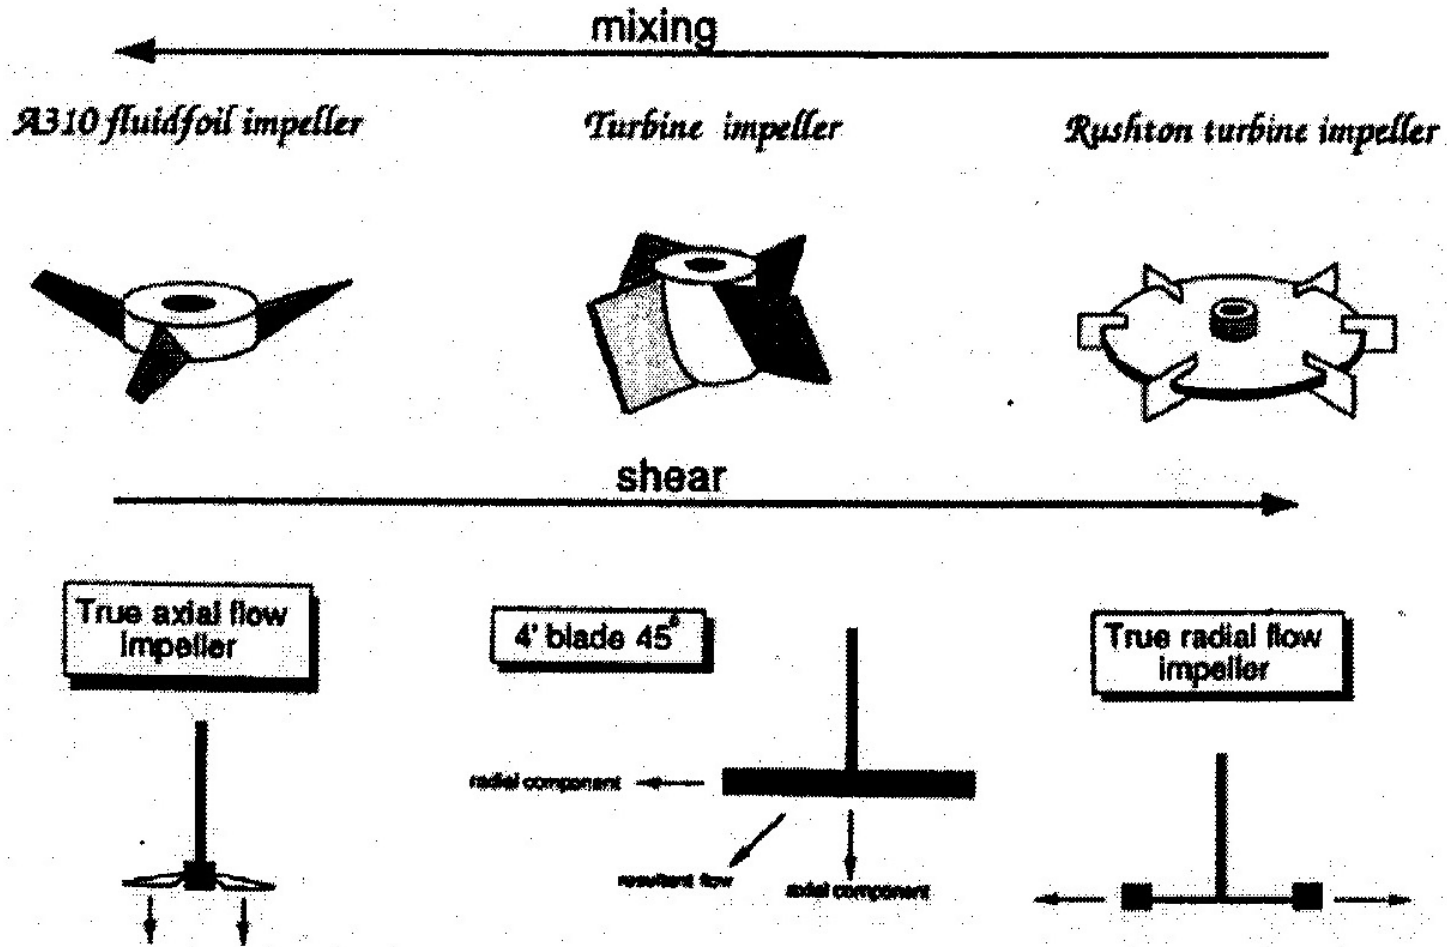 mixing
A310 fluidfoil impeller
Turbine impeller
Rushton turbine impeller
shear
True axial flow
impeller
4' blade 45°
True radial flow
impeller
radial component
resultant flow
axial component